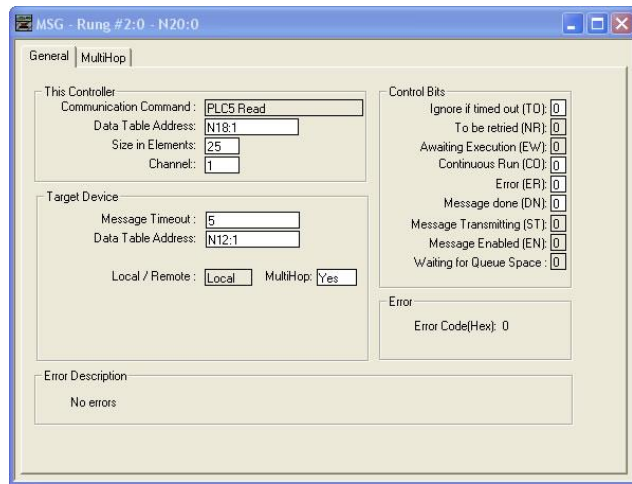 MSG - Rung #2:0 - N20:0
General MultiHop
This Controller
Communication Command : PLC5 Read
Data Table Address: N18:1
Size in Elements: 25
Channel: 1
Target Device
Message Timeout : 5
Data Table Address: N12:1
Local / Remote : Local MultiHop: Yes
Control Bits
Ignore if timed out (TO): 0
To be retried (NR): 0
Awaiting Execution (EW): 0
Continuous Run (CO): 0
Error (ER): 0
Message done (DN): 0
Message Transmitting (ST): 0
Message Enabled (EN): 0
Waiting for Queue Space : 0
Error
Error Code(Hex): 0
Error Description
No errors